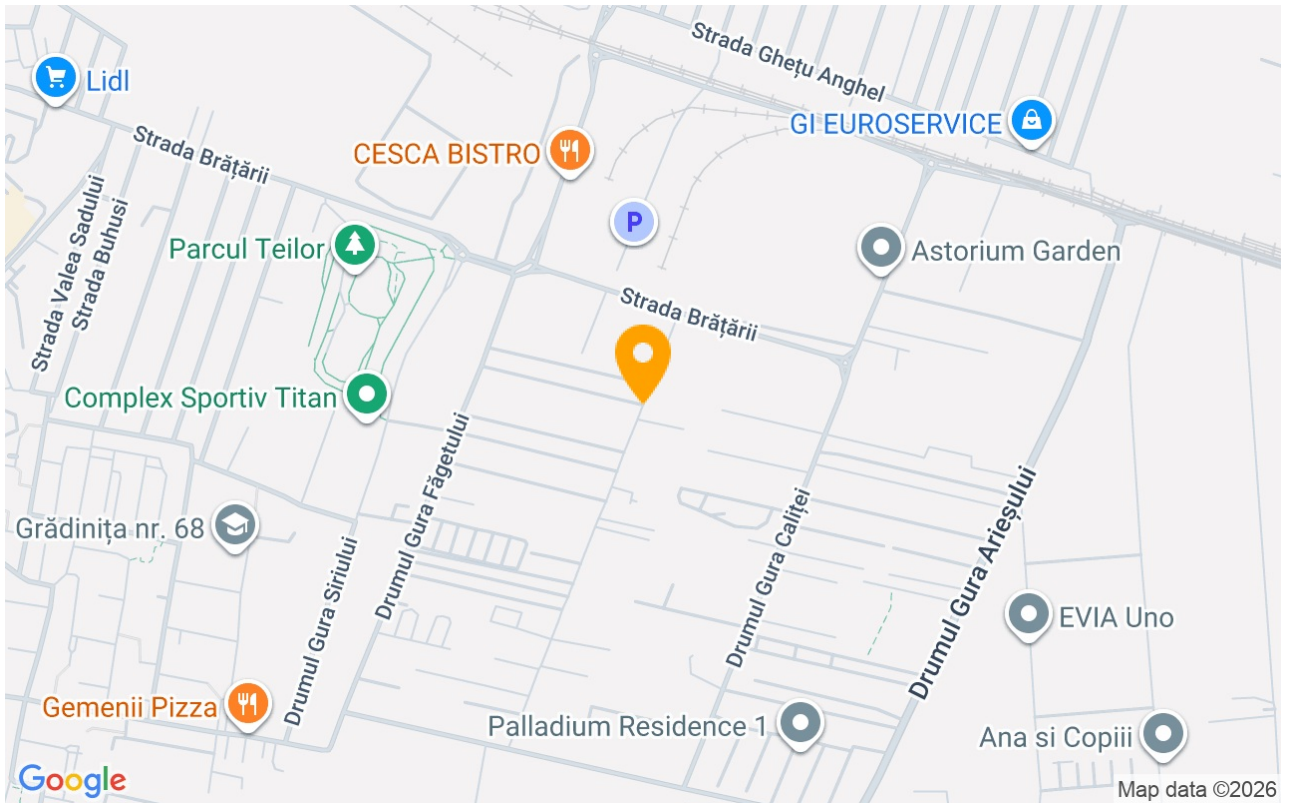 Strada Ghețu Anghel
Lidl
GI EUROSERVICE
Strada Brățării
CESCA BISTRO
P
Strada Valea Sadului
Strada Buhusi
Parcul Teilor
Astorium Garden
Strada Brățării
Complex Sportiv Titan
Drumul Gura Făgetului
Grădinița nr. 68
Drumul Gura Siriului
Drumul Gura Caliței
Drumul Gura Arieșului
EVIA Uno
Gemenii Pizza
Palladium Residence 1
Ana si Copiii
Google
Map data ©2026